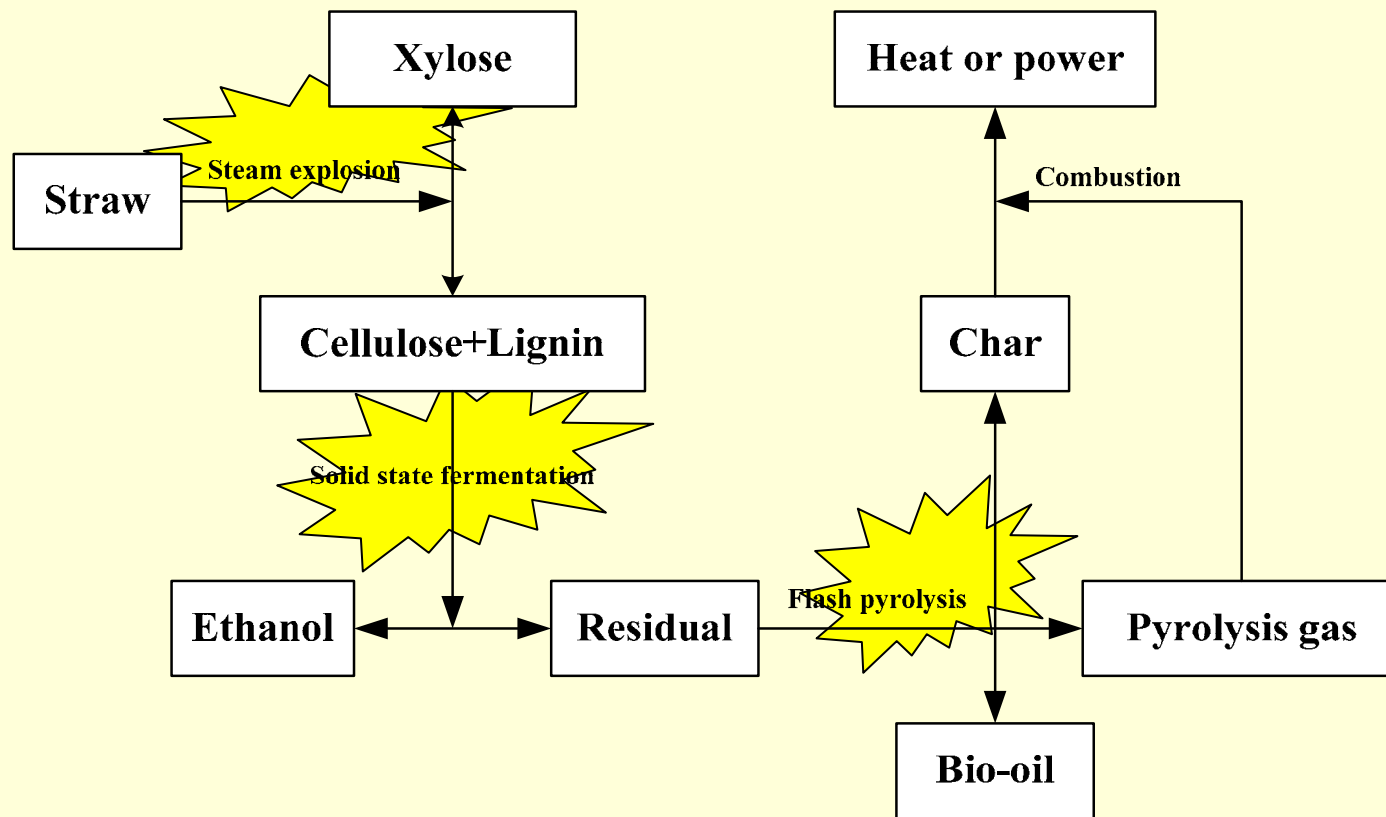 Xylose
Heat or power
Steam explosion
Combustion
Straw
Cellulose+Lignin
Char
Solid state fermentation
Flash pyrolysis
Ethanol
Residual
Pyrolysis gas
Bio-oil